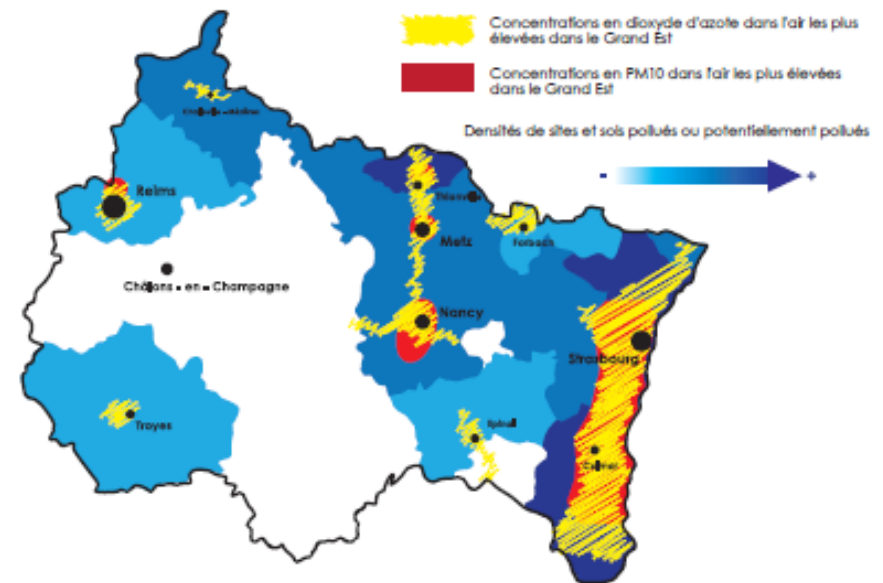 Concentrations en dioxyde d'azote dans l'air les plus
élevées dans le Grand Est
Concentrations en PM10 dans l'air les plus élevées
dans le Grand Est
Densités de sites et sols pollués ou potentiellement pollués
- +
Reims
Thionville
Metz
Forbach
Châlons - en - Champagne
Nancy
Strasbourg
Troyes
Epinal
Colmar